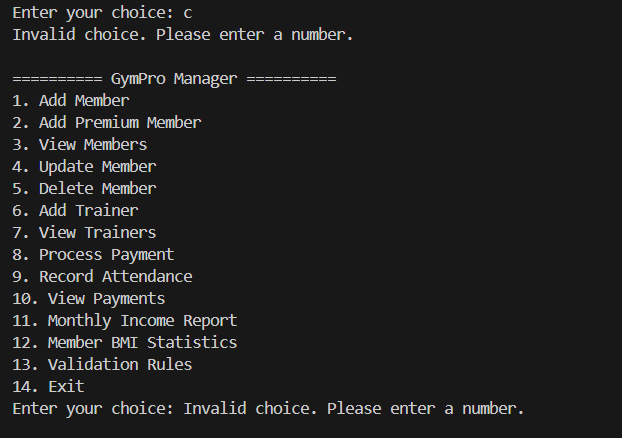 Enter your choice: c
Invalid choice. Please enter a number.
========== GymPro Manager ==========
1. Add Member
2. Add Premium Member
3. View Members
4. Update Member
5. Delete Member
6. Add Trainer
7. View Trainers
8. Process Payment
9. Record Attendance
10. View Payments
11. Monthly Income Report
12. Member BMI Statistics
13. Validation Rules
14. Exit
Enter your choice: Invalid choice. Please enter a number.